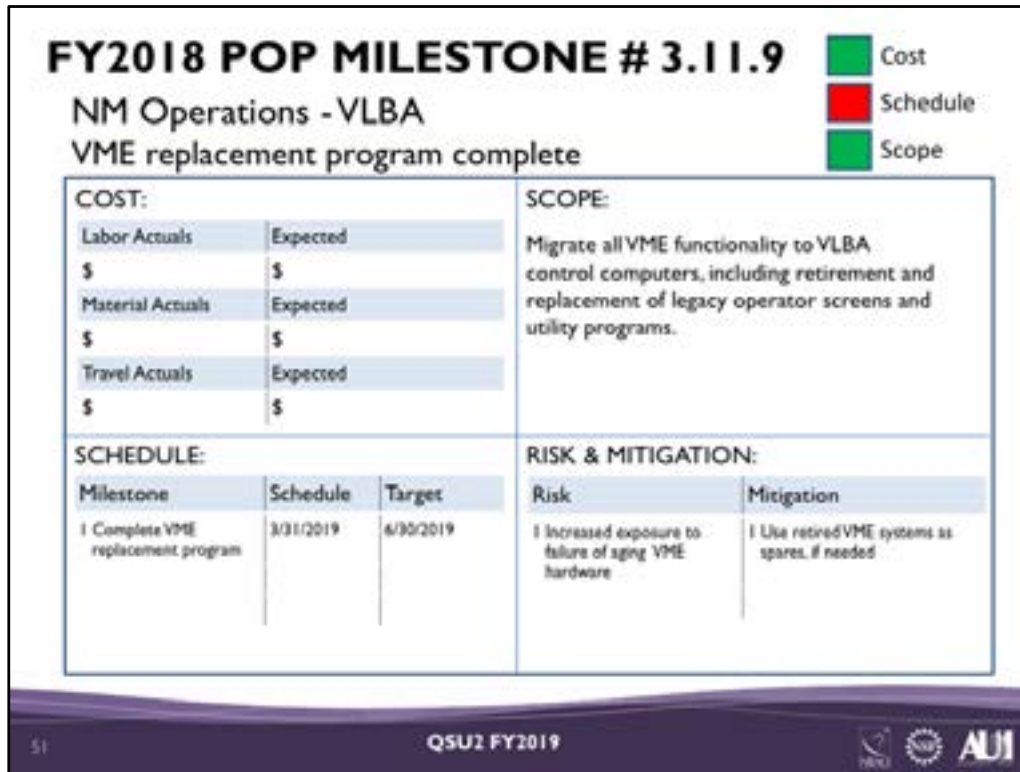 FY2018 POP MILESTONE # 3.11.9
Cost
Schedule
Scope
NM Operations - VLBA
VME replacement program complete
COST:
Labor Actuals Expected
$ $
Material Actuals Expected
$ $
Travel Actuals Expected
$ $
SCOPE:
Migrate all VME functionality to VLBA
control computers, including retirement and
replacement of legacy operator screens and
utility programs.
SCHEDULE:
Milestone Schedule Target
1 Complete VME 3/31/2019 6/30/2019
replacement program
RISK & MITIGATION:
Risk Mitigation
1 Increased exposure to 1 Use retired VME systems as
failure of aging VME spares, if needed
hardware
51
QSU2 FY2019
NRAO
NSF
AUI